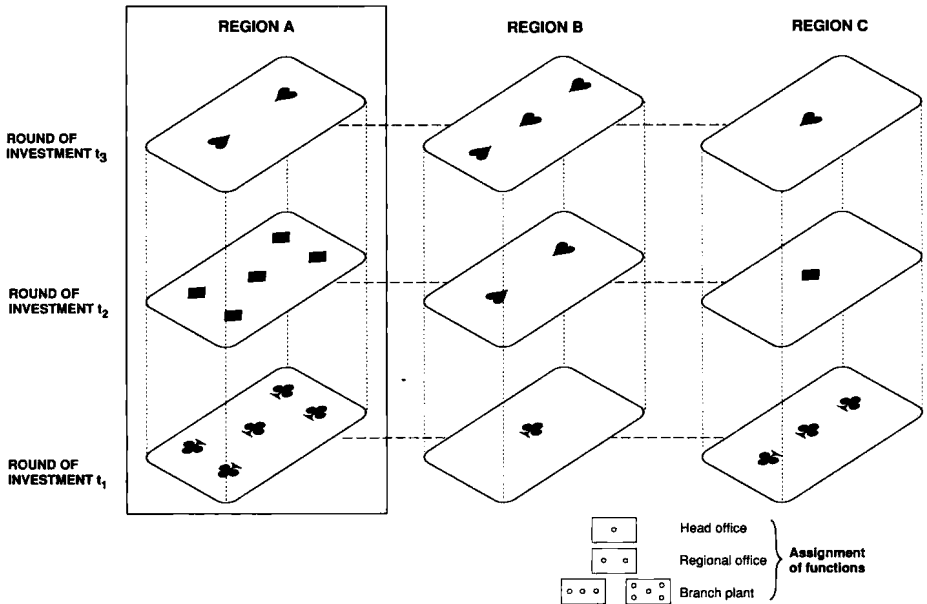 REGION A
REGION B
REGION C
ROUND OF
INVESTMENT t3
ROUND OF
INVESTMENT t2
ROUND OF
INVESTMENT t1
Head office
Regional office
Branch plant
Assignment
of functions